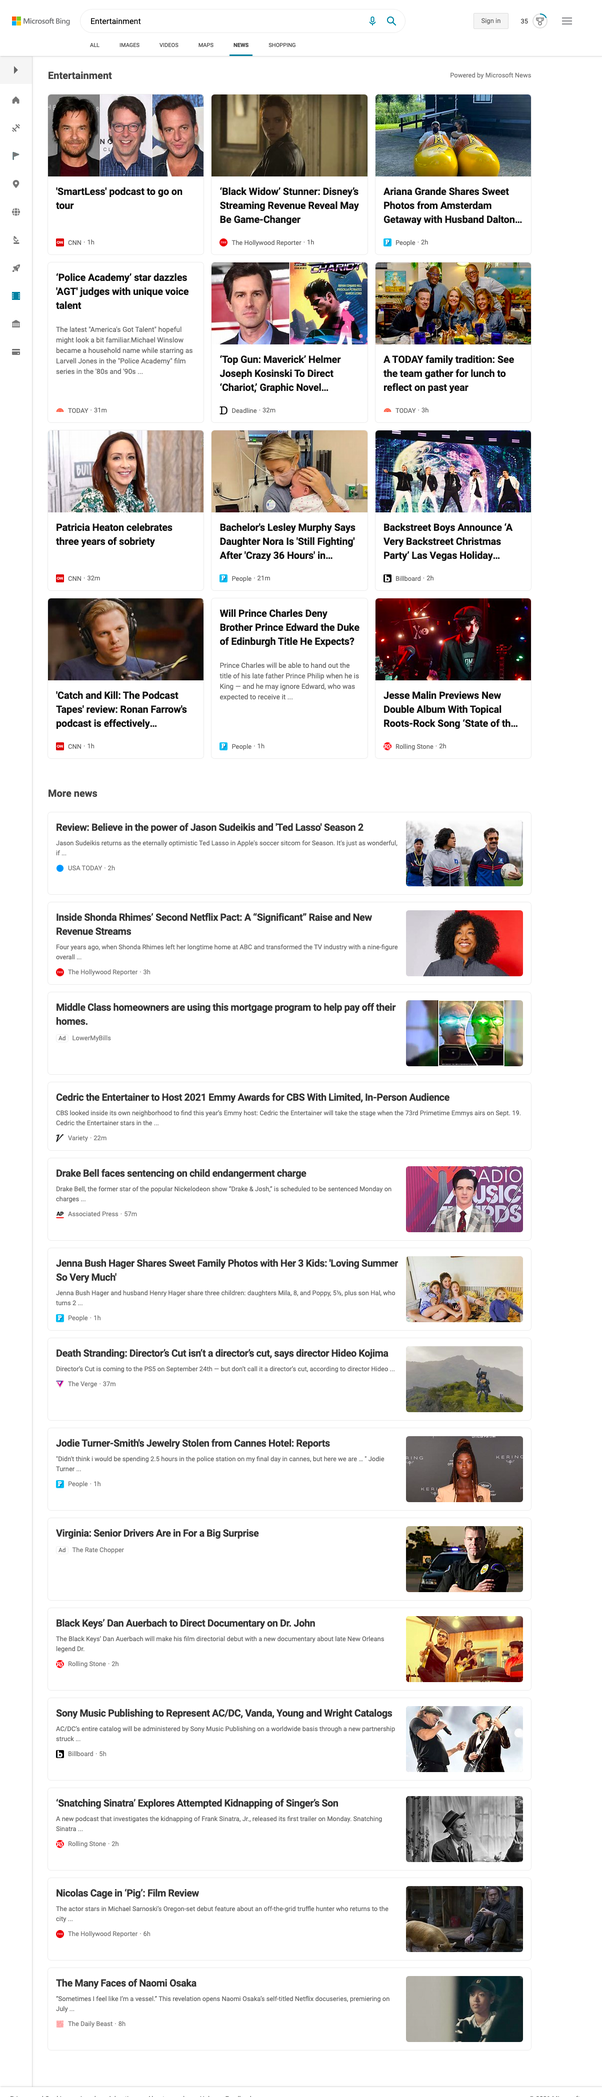 Microsoft Bing
Entertainment
Sign in
35
ALL
IMAGES
VIDEOS
MAPS
NEWS
SHOPPING
Entertainment
Powered by Microsoft News
'SmartLess' podcast to go on
tour
CNN · 1h
‘Black Widow’ Stunner: Disney’s
Streaming Revenue Reveal May
Be Game-Changer
The Hollywood Reporter · 1h
Ariana Grande Shares Sweet
Photos from Amsterdam
Getaway with Husband Dalton...
People · 2h
‘Police Academy’ star dazzles
‘AGT’ judges with unique voice
talent
The latest “America’s Got Talent” hopeful
might look a bit familiar.Michael Winslow
became a household name while starring as
Larvell Jones in the “Police Academy” film
series in the ’80s and ’90s ...
TODAY · 31m
‘Top Gun: Maverick’ Helmer
Joseph Kosinski To Direct
‘Chariot,’ Graphic Novel...
Deadline · 32m
A TODAY family tradition: See
the team gather for lunch to
reflect on past year
TODAY · 3h
Patricia Heaton celebrates
three years of sobriety
CNN · 32m
Bachelor's Lesley Murphy Says
Daughter Nora Is 'Still Fighting'
After 'Crazy 36 Hours' in...
People · 21m
Backstreet Boys Announce ‘A
Very Backstreet Christmas
Party’ Las Vegas Holiday...
Billboard · 2h
'Catch and Kill: The Podcast
Tapes' review: Ronan Farrow's
podcast is effectively...
CNN · 1h
Will Prince Charles Deny
Brother Prince Edward the Duke
of Edinburgh Title He Expects?
Prince Charles will be able to hand out the
title of his late father Prince Philip when he is
King — and he may ignore Edward, who was
expected to receive it ...
People · 1h
Jesse Malin Previews New
Double Album With Topical
Roots-Rock Song ‘State of th...
Rolling Stone · 2h
More news
Review: Believe in the power of Jason Sudeikis and 'Ted Lasso' Season 2
Jason Sudeikis returns as the eternally optimistic Ted Lasso in Apple's soccer sitcom for Season. It's just as wonderful,
if ...
USA TODAY · 2h
Inside Shonda Rhimes’ Second Netflix Pact: A “Significant” Raise and New
Revenue Streams
Four years ago, when Shonda Rhimes left her longtime home at ABC and transformed the TV industry with a nine-figure
overall ...
The Hollywood Reporter · 3h
Middle Class homeowners are using this mortgage program to help pay off their
homes.
Ad LowerMyBills
Cedric the Entertainer to Host 2021 Emmy Awards for CBS With Limited, In-Person Audience
CBS looked inside its own neighborhood to find this year's Emmy host: Cedric the Entertainer will take the stage when the 73rd Primetime Emmys airs on Sept. 19.
Cedric the Entertainer stars in the ...
Variety · 22m
Drake Bell faces sentencing on child endangerment charge
Drake Bell, the former star of the popular Nickelodeon show “Drake & Josh,” is scheduled to be sentenced Monday on
charges ...
AP Associated Press · 57m
RADIO
MUSIC
AWARDS
Jenna Bush Hager Shares Sweet Family Photos with Her 3 Kids: 'Loving Summer
So Very Much'
Jenna Bush Hager and husband Henry Hager share three children: daughters Mila, 8, and Poppy, 5½, plus son Hal, who
turns 2 ...
People · 1h
Death Stranding: Director’s Cut isn’t a director’s cut, says director Hideo Kojima
Director's Cut is coming to the PS5 on September 24th — but don't call it a director's cut, according to director Hideo ...
The Verge · 37m
Jodie Turner-Smith's Jewelry Stolen from Cannes Hotel: Reports
"Didn't think i would be spending 2.5 hours in the police station on my final day in cannes, but here we are ... " Jodie
Turner ...
People · 1h
Virginia: Senior Drivers Are in For a Big Surprise
Ad The Rate Chopper
Black Keys’ Dan Auerbach to Direct Documentary on Dr. John
The Black Keys' Dan Auerbach will make his film directorial debut with a new documentary about late New Orleans
legend Dr.
Rolling Stone · 2h
Sony Music Publishing to Represent AC/DC, Vanda, Young and Wright Catalogs
AC/DC's entire catalog will be administered by Sony Music Publishing on a worldwide basis through a new partnership
struck ...
Billboard · 5h
‘Snatching Sinatra’ Explores Attempted Kidnapping of Singer’s Son
A new podcast that investigates the kidnapping of Frank Sinatra, Jr., released its first trailer on Monday. Snatching
Sinatra ...
Rolling Stone · 2h
Nicolas Cage in ‘Pig’: Film Review
The actor stars in Michael Sarnoski's Oregon-set debut feature about an off-the-grid truffle hunter who returns to the
city ...
The Hollywood Reporter · 6h
The Many Faces of Naomi Osaka
“Sometimes I feel like I’m a vessel.” This revelation opens Naomi Osaka’s self-titled Netflix docuseries, premiering on
July ...
The Daily Beast · 8h